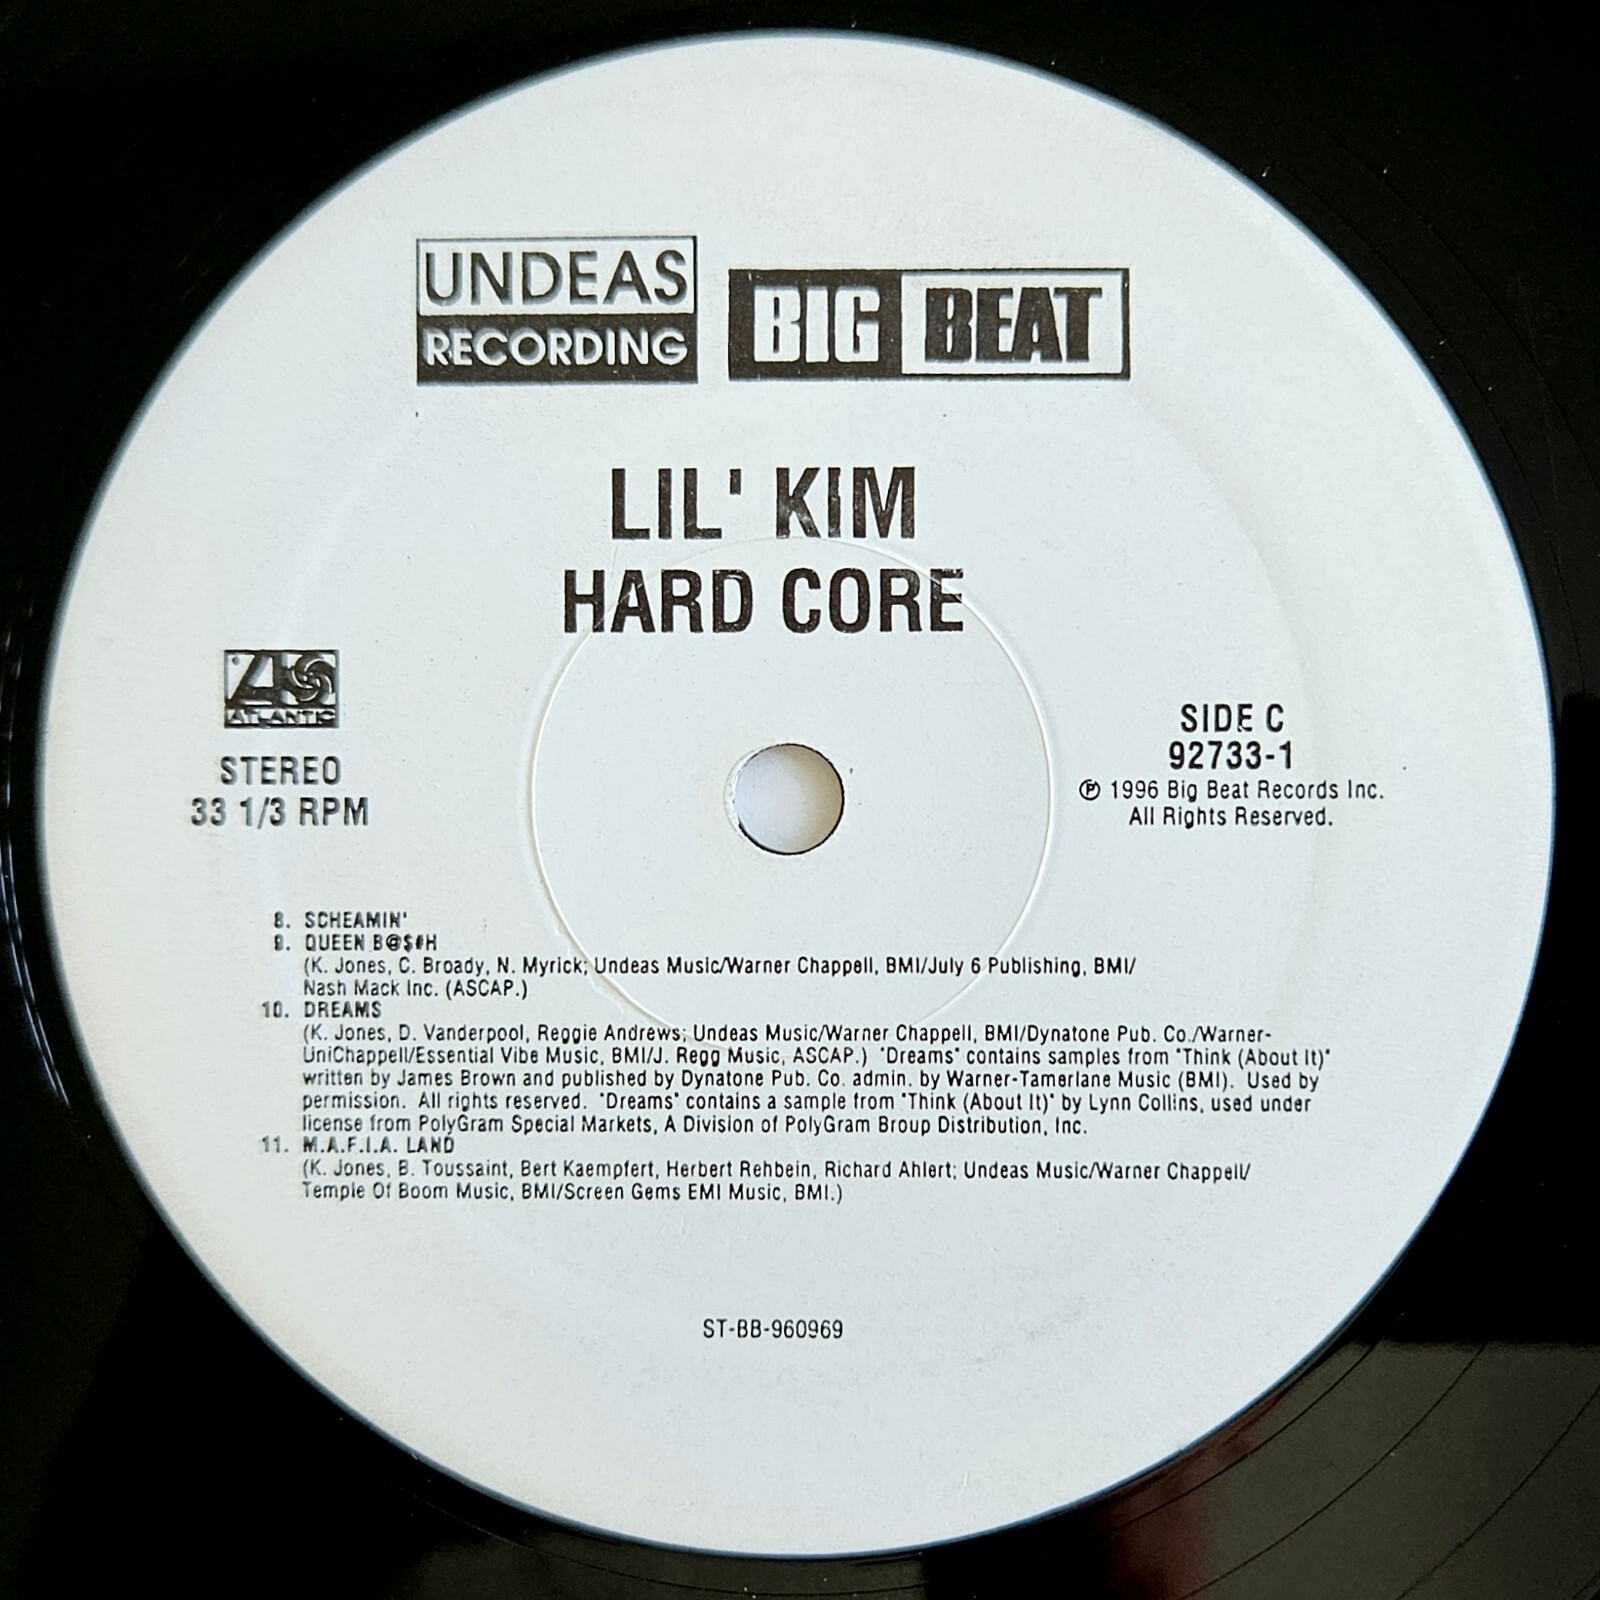 UNDEAS
RECORDING
BIG BEAT
LIL' KIM
HARD CORE
ATLANTIC
STEREO
33 1/3 RPM
SIDE C
92733-1
℗ 1996 Big Beat Records Inc.
All Rights Reserved.
8. SCHEAMIN'
9. QUEEN B@$#H
(K. Jones, C. Broady, N. Myrick; Undeas Music/Warner Chappell, BMI/July 6 Publishing, BMI/
Nash Mack Inc. (ASCAP.)
10. DREAMS
(K. Jones, D. Vanderpool, Reggie Andrews; Undeas Music/Warner Chappell, BMI/Dynatone Pub. Co./Warner-
UniChappell/Essential Vibe Music, BMI/J. Regg Music, ASCAP.) "Dreams" contains samples from "Think (About It)"
written by James Brown and published by Dynatone Pub. Co. admin. by Warner-Tamerlane Music (BMI). Used by
permission. All rights reserved. "Dreams" contains a sample from "Think (About It)" by Lynn Collins, used under
license from PolyGram Special Markets, A Division of PolyGram Broup Distribution, Inc.
11. M.A.F.I.A. LAND
(K. Jones, B. Toussaint, Bert Kaempfert, Herbert Rehbein, Richard Ahlert; Undeas Music/Warner Chappell/
Temple Of Boom Music, BMI/Screen Gems EMI Music, BMI.)
ST-BB-960969